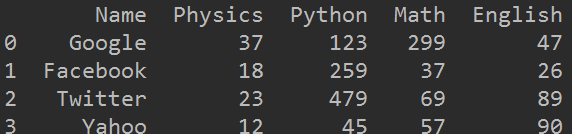 Name Physics Python Math English
0 Google 37 123 299 47
1 Facebook 18 259 37 26
2 Twitter 23 479 69 89
3 Yahoo 12 45 57 90